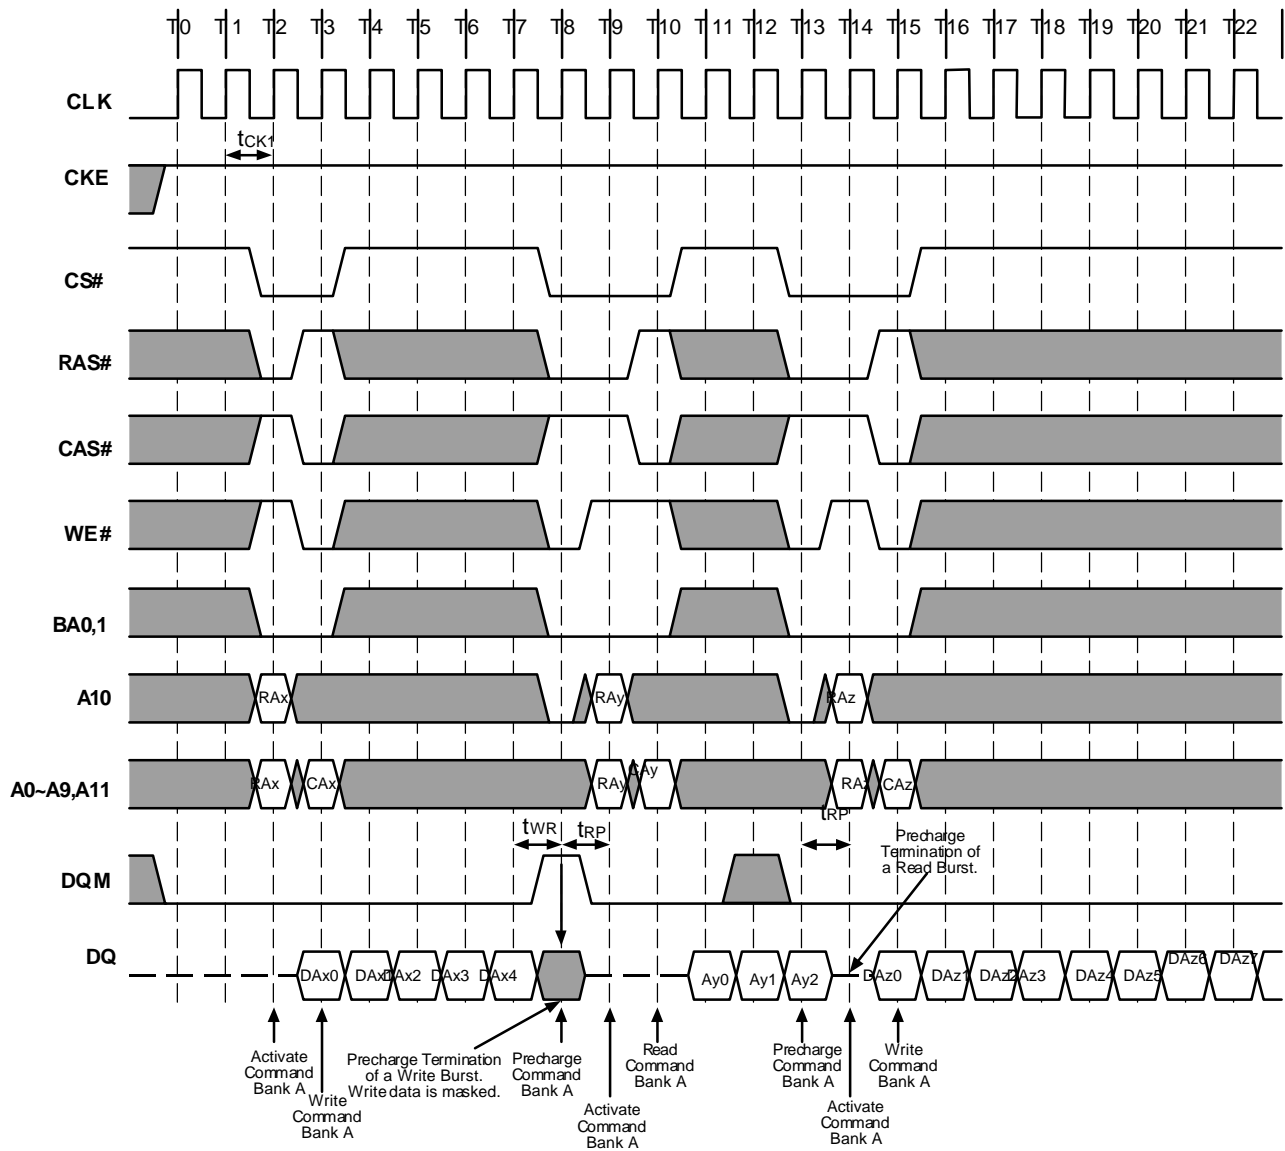 T0 T1 T2 T3 T4 T5 T6 T7 T8 T9 T10 T11 T12 T13 T14 T15 T16 T17 T18 T19 T20 T21 T22
CLK
tCK1
CKE
CS#
RAS#
CAS#
WE#
BA0,1
A10
RAx RAy RAz
A0~A9,A11
RAx CAx RAy CAy RAz CAz
tWR tRP tRP
Precharge
Termination of
a Read Burst.
DQM
DQ
DAx0 DAx1 DAx2 DAx3 DAx4 Ay0 Ay1 Ay2 DAz0 DAz1 DAz2 DAz3 DAz4 DAz5 DAz6 DAz7
Activate
Command
Bank A
Write
Command
Bank A
Precharge Termination
of a Write Burst.
Write data is masked.
Precharge
Command
Bank A
Activate
Command
Bank A
Read
Command
Bank A
Precharge
Command
Bank A
Activate
Command
Bank A
Write
Command
Bank A